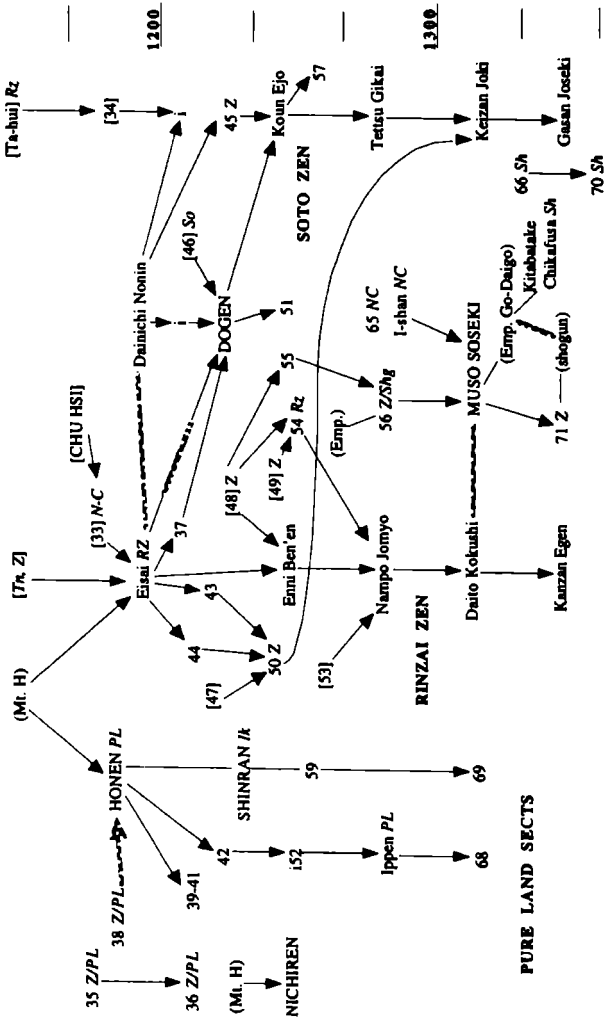 1200
1300
[Ta-hui] Rz
[34]
i
45 Z
Koun Ejo
57
Tettsu Gikai
Keizan Joki
Gasan Joseki
SOTO ZEN
66 Sh
70 Sh
Dainichi Nonin
[46] So
i
DOGEN
51
65 NC
I-shan NC
MUSO SOSEKI
(Emp. Go-Daigo)
Kitabatake
Chikafusa Sh
(shogun)
71 Z
[CHU HSI]
[33] N-C
[Tn, Z]
Eisai RZ
37
43
44
[47]
50 Z
[48] Z
[49] Z
54 Rz
55
(Emp.)
56 Z/Shg
Enni Ben'en
[53]
Nampo Jomyo
RINZAI ZEN
Daito Kokushi
Kanzan Egen
(Mt. H)
HONEN PL
SHINRAN Ik
59
69
38 Z/PL
39-41
42
i52
Ippen PL
68
35 Z/PL
36 Z/PL
(Mt. H)
NICHIREN
PURE LAND SECTS